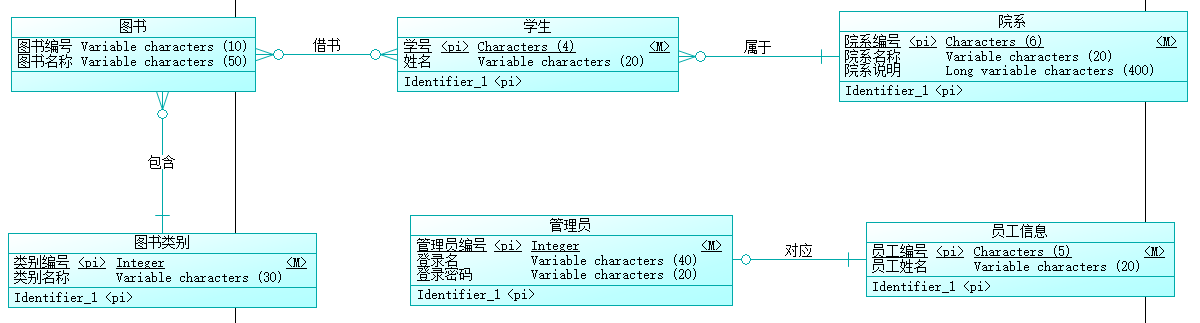 图书
图书编号 Variable characters (10)
图书名称 Variable characters (50)
借书
学生
学号 <pi> Characters (4) <M>
姓名 Variable characters (20)
Identifier_1 <pi>
属于
院系
院系编号 <pi> Characters (6) <M>
院系名称 Variable characters (20)
院系说明 Long variable characters (400)
Identifier_1 <pi>
包含
图书类别
类别编号 <pi> Integer <M>
类别名称 Variable characters (30)
Identifier_1 <pi>
管理员
管理员编号 <pi> Integer <M>
登录名 Variable characters (40)
登录密码 Variable characters (20)
Identifier_1 <pi>
对应
员工信息
员工编号 <pi> Characters (5) <M>
员工姓名 Variable characters (20)
Identifier_1 <pi>